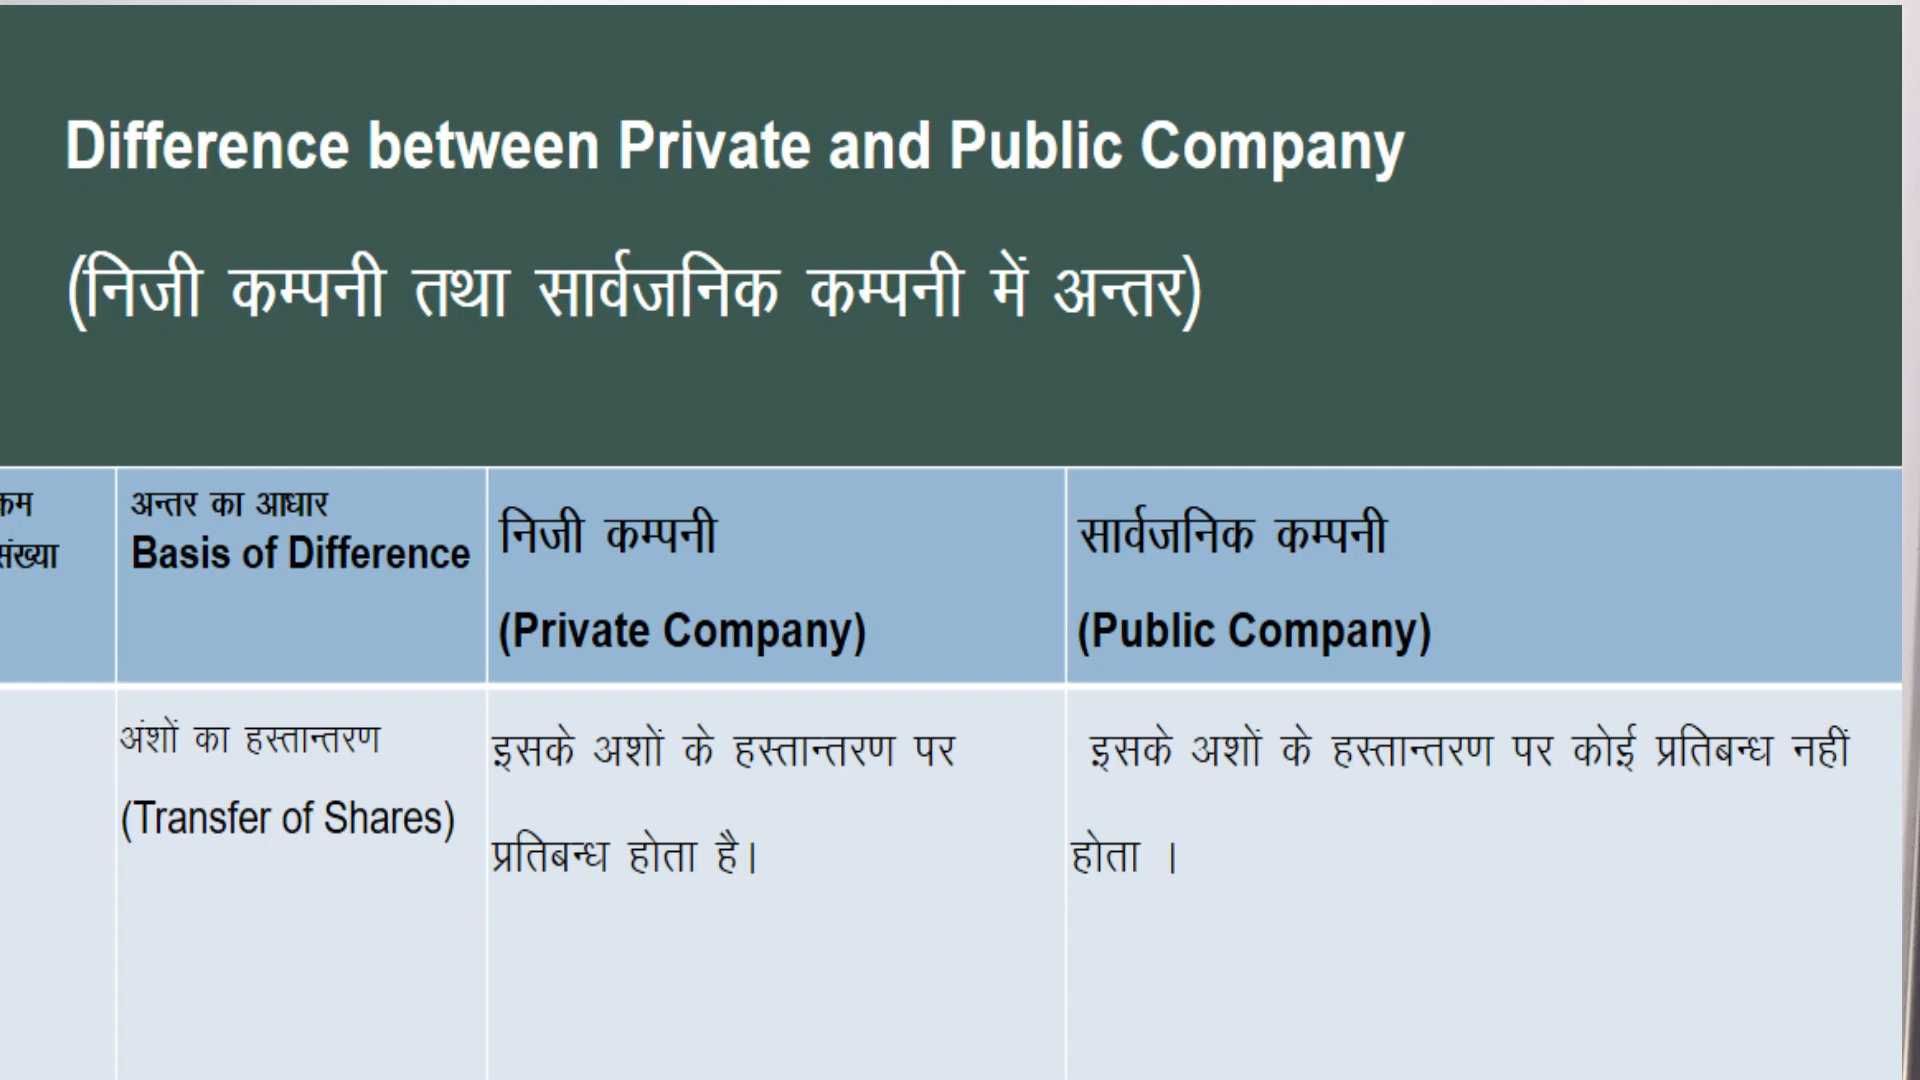 Difference between Private and Public Company
(निजी कम्पनी तथा सार्वजनिक कम्पनी में अन्तर)
संख्या
अन्तर का आधार
Basis of Difference
निजी कम्पनी
(Private Company)
सार्वजनिक कम्पनी
(Public Company)
अंशों का हस्तान्तरण
(Transfer of Shares)
इसके अशों के हस्तान्तरण पर
प्रतिबन्ध होता है।
इसके अशों के हस्तान्तरण पर कोई प्रतिबन्ध नहीं
होता ।